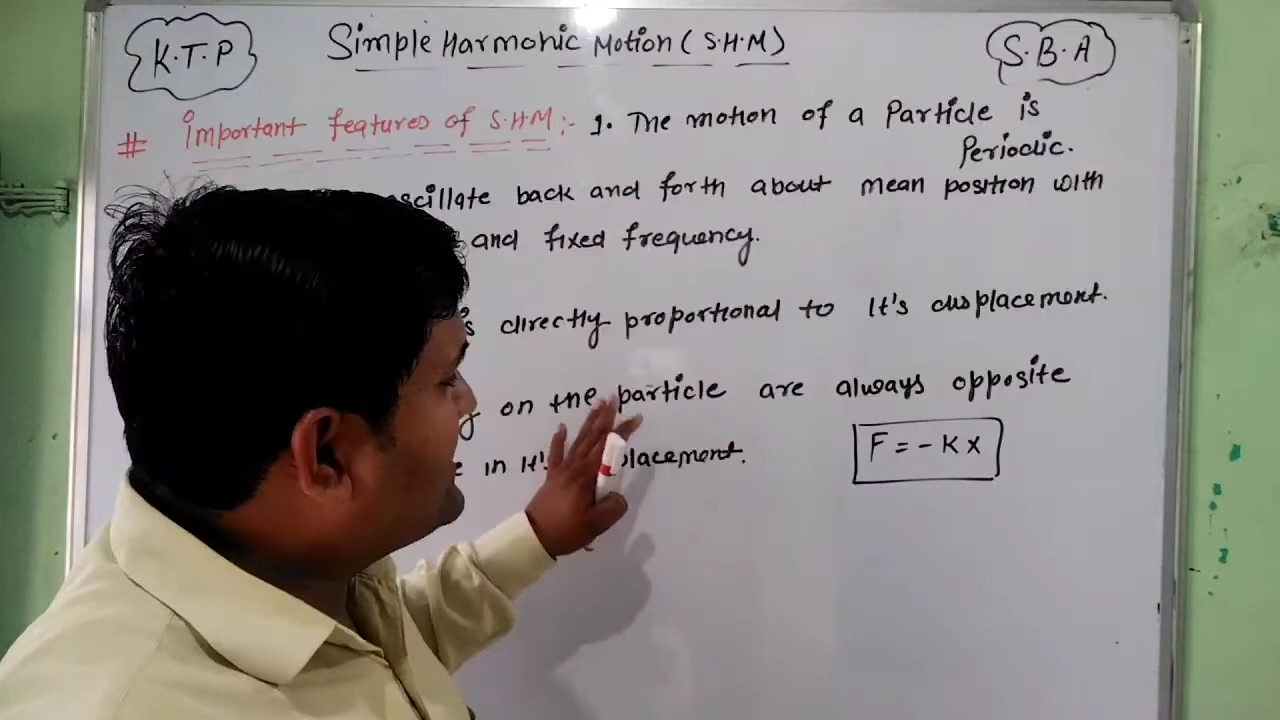 K.T.P
Simple Harmonic Motion (S.H.M)
S.B.A
# important features of S.H.M :- 1. The motion of a Particle is
Periodic.
oscillate back and forth about mean position with
and fixed frequency.
is directly proportional to It's displacement.
on the particle are always opposite
in It's
F = - K x